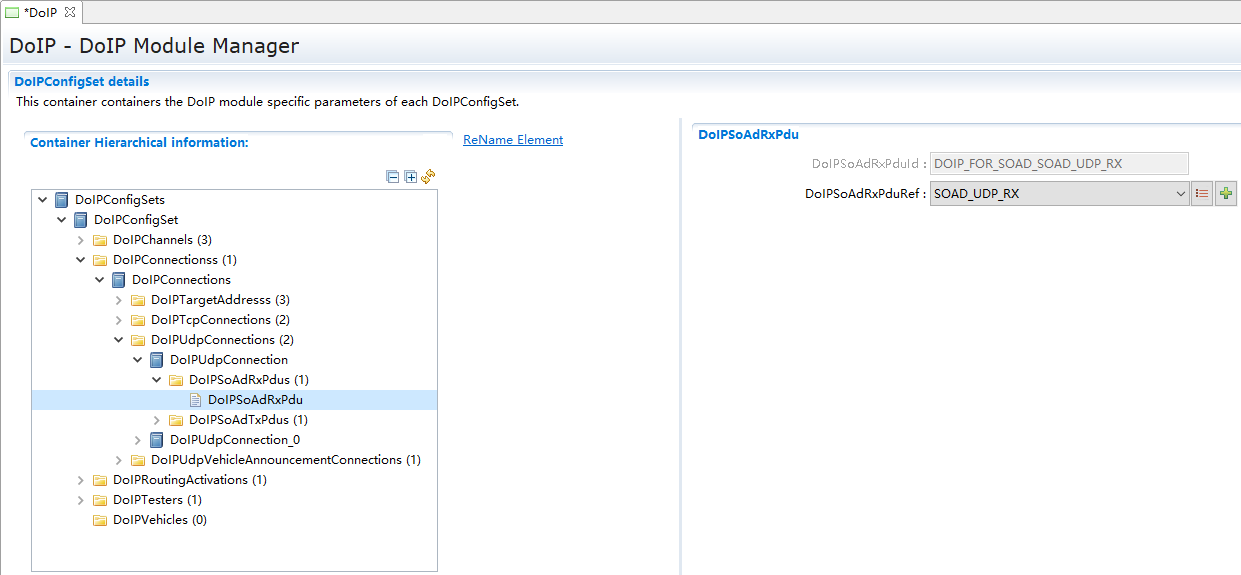 *DoIP
DoIP - DoIP Module Manager
DoIPConfigSet details
This container containers the DoIP module specific parameters of each DoIPConfigSet.
Container Hierarchical information:
ReName Element
DoIPConfigSets
DoIPConfigSet
DoIPChannels (3)
DoIPConnectionss (1)
DoIPConnections
DoIPTargetAddresss (3)
DoIPTcpConnections (2)
DoIPUdpConnections (2)
DoIPUdpConnection
DoIPSoAdRxPdus (1)
DoIPSoAdRxPdu
DoIPSoAdTxPdus (1)
DoIPUdpConnection_0
DoIPUdpVehicleAnnouncementConnections (1)
DoIPRoutingActivations (1)
DoIPTesters (1)
DoIPVehicles (0)
DoIPSoAdRxPdu
DoIPSoAdRxPduId : DOIP_FOR_SOAD_SOAD_UDP_RX
DoIPSoAdRxPduRef : SOAD_UDP_RX